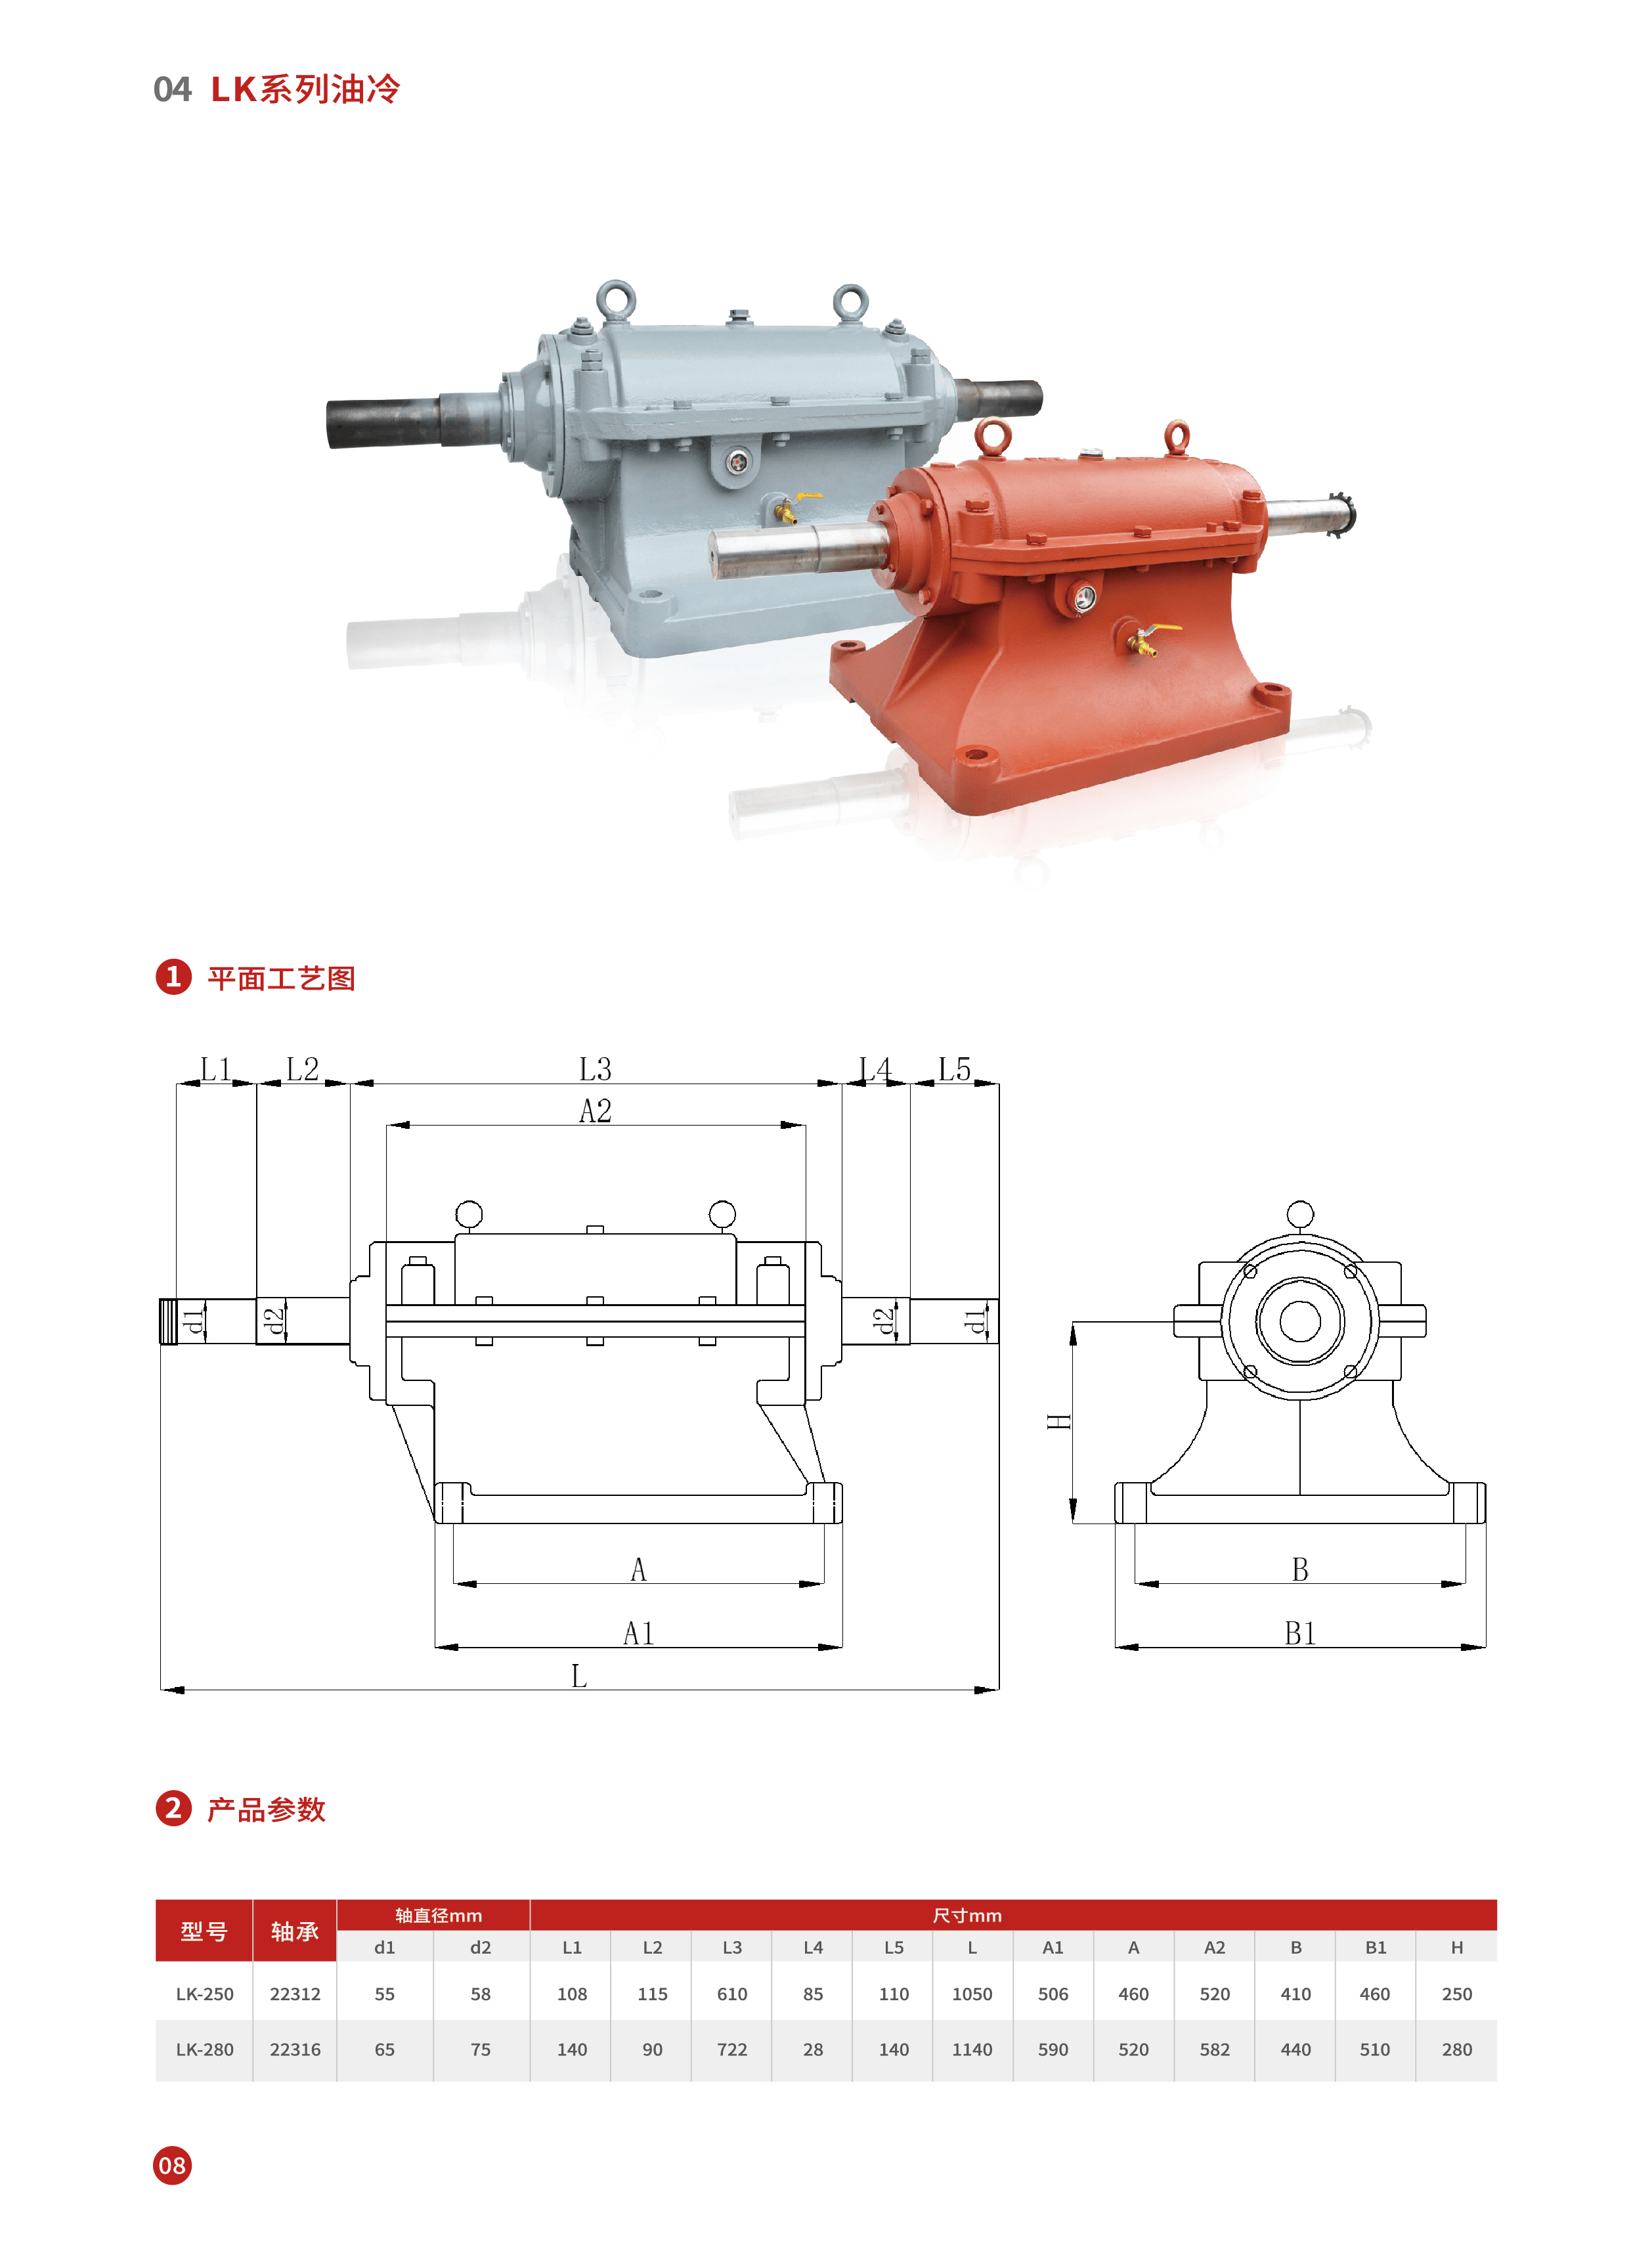 04 LK系列油冷
1 平面工艺图
L1 L2 L3 L4 L5
A2
d1 d2 d2 d1
H
A B
A1 B1
L
2 产品参数
型号 轴承 轴直径mm 尺寸mm
d1 d2 L1 L2 L3 L4 L5 L A1 A A2 B B1 H
LK-250 22312 55 58 108 115 610 85 110 1050 506 460 520 410 460 250
LK-280 22316 65 75 140 90 722 28 140 1140 590 520 582 440 510 280
08